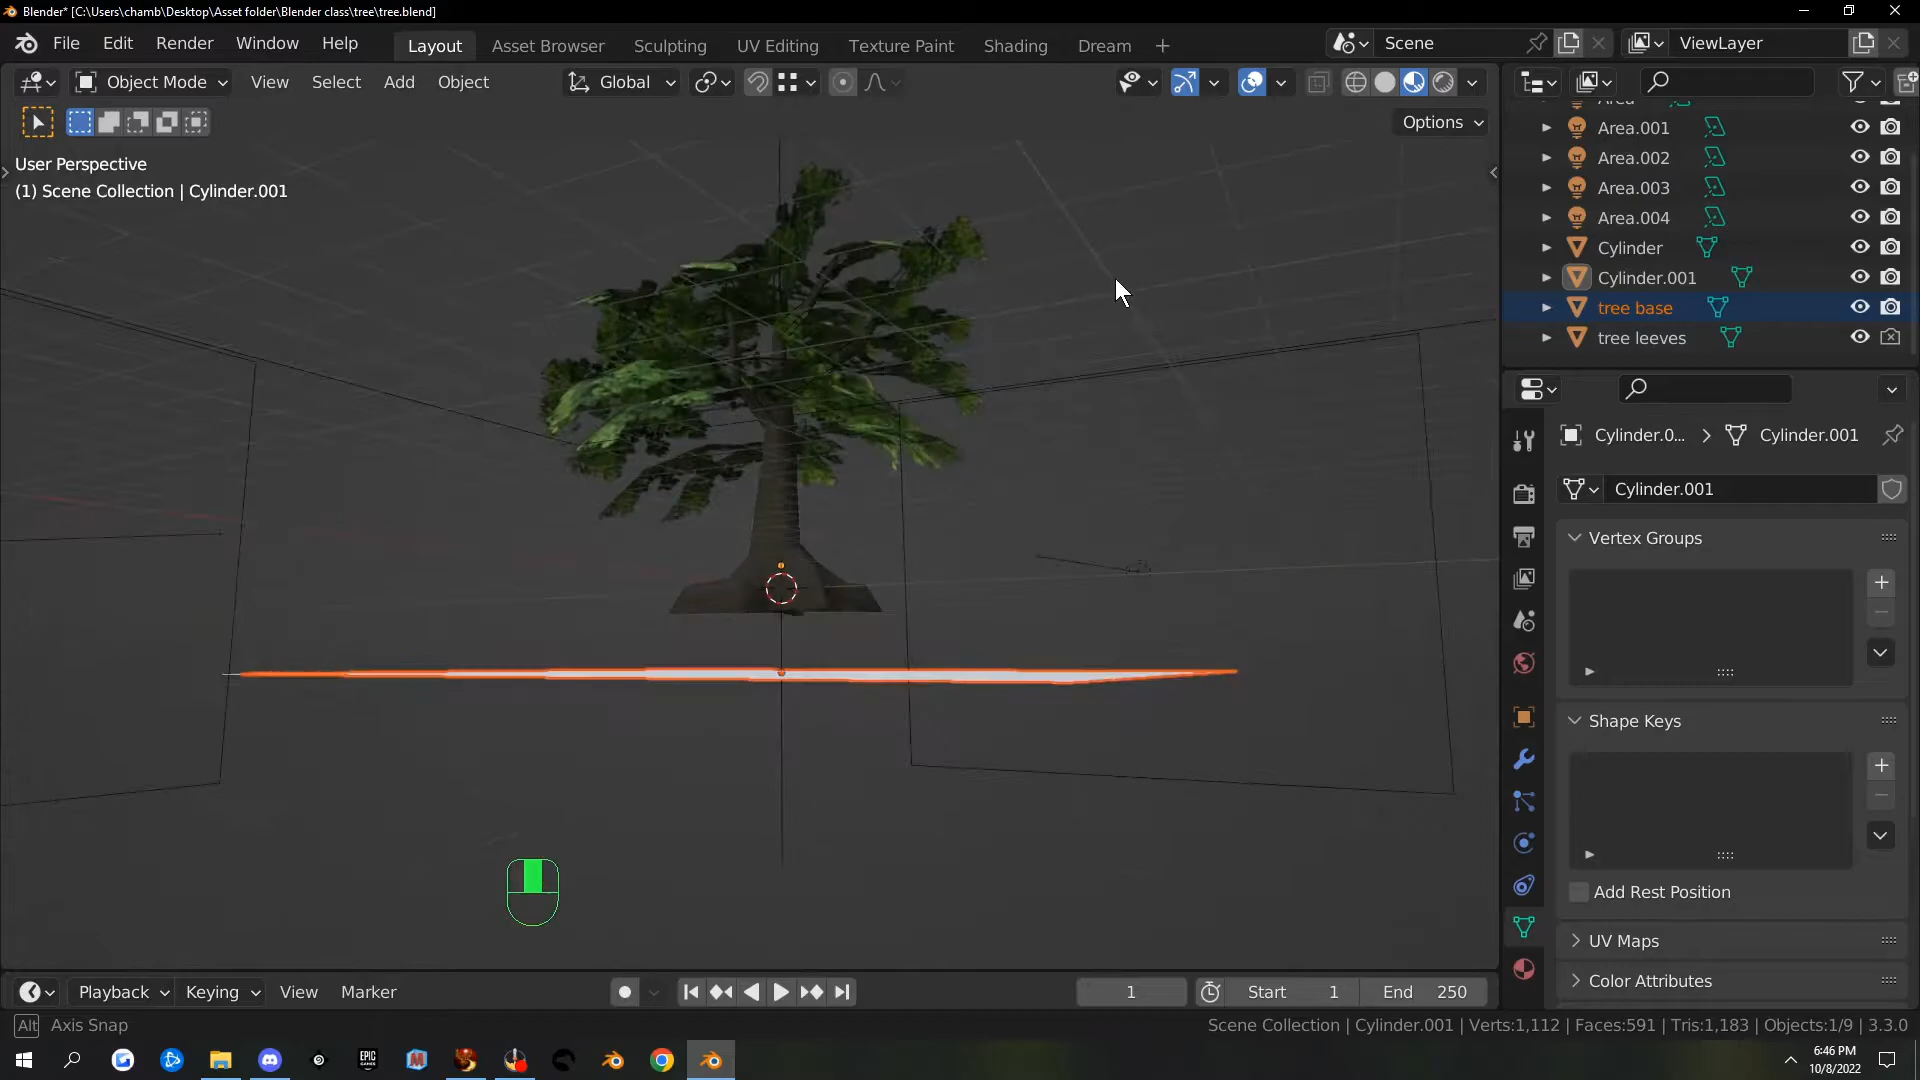 Blender* [C:\Users\chamb\Desktop\Asset folder\Blender class\tree\tree.blend]
File Edit Render Window Help Layout Asset Browser Sculpting UV Editing Texture Paint Shading Dream + Scene ViewLayer
Object Mode View Select Add Object Global
Options
User Perspective
(1) Scene Collection | Cylinder.001
Area
Area.001
Area.002
Area.003
Area.004
Cylinder
Cylinder.001
tree base
tree leeves
Cylinder.0... > Cylinder.001
Cylinder.001
Vertex Groups
Shape Keys
Add Rest Position
UV Maps
Color Attributes
Playback Keying View Marker 1 Start 1 End 250
Alt Axis Snap Scene Collection | Cylinder.001 | Verts:1,112 | Faces:591 | Tris:1,183 | Objects:1/9 | 3.3.0
EPIC GAMES
6:46 PM
10/8/2022